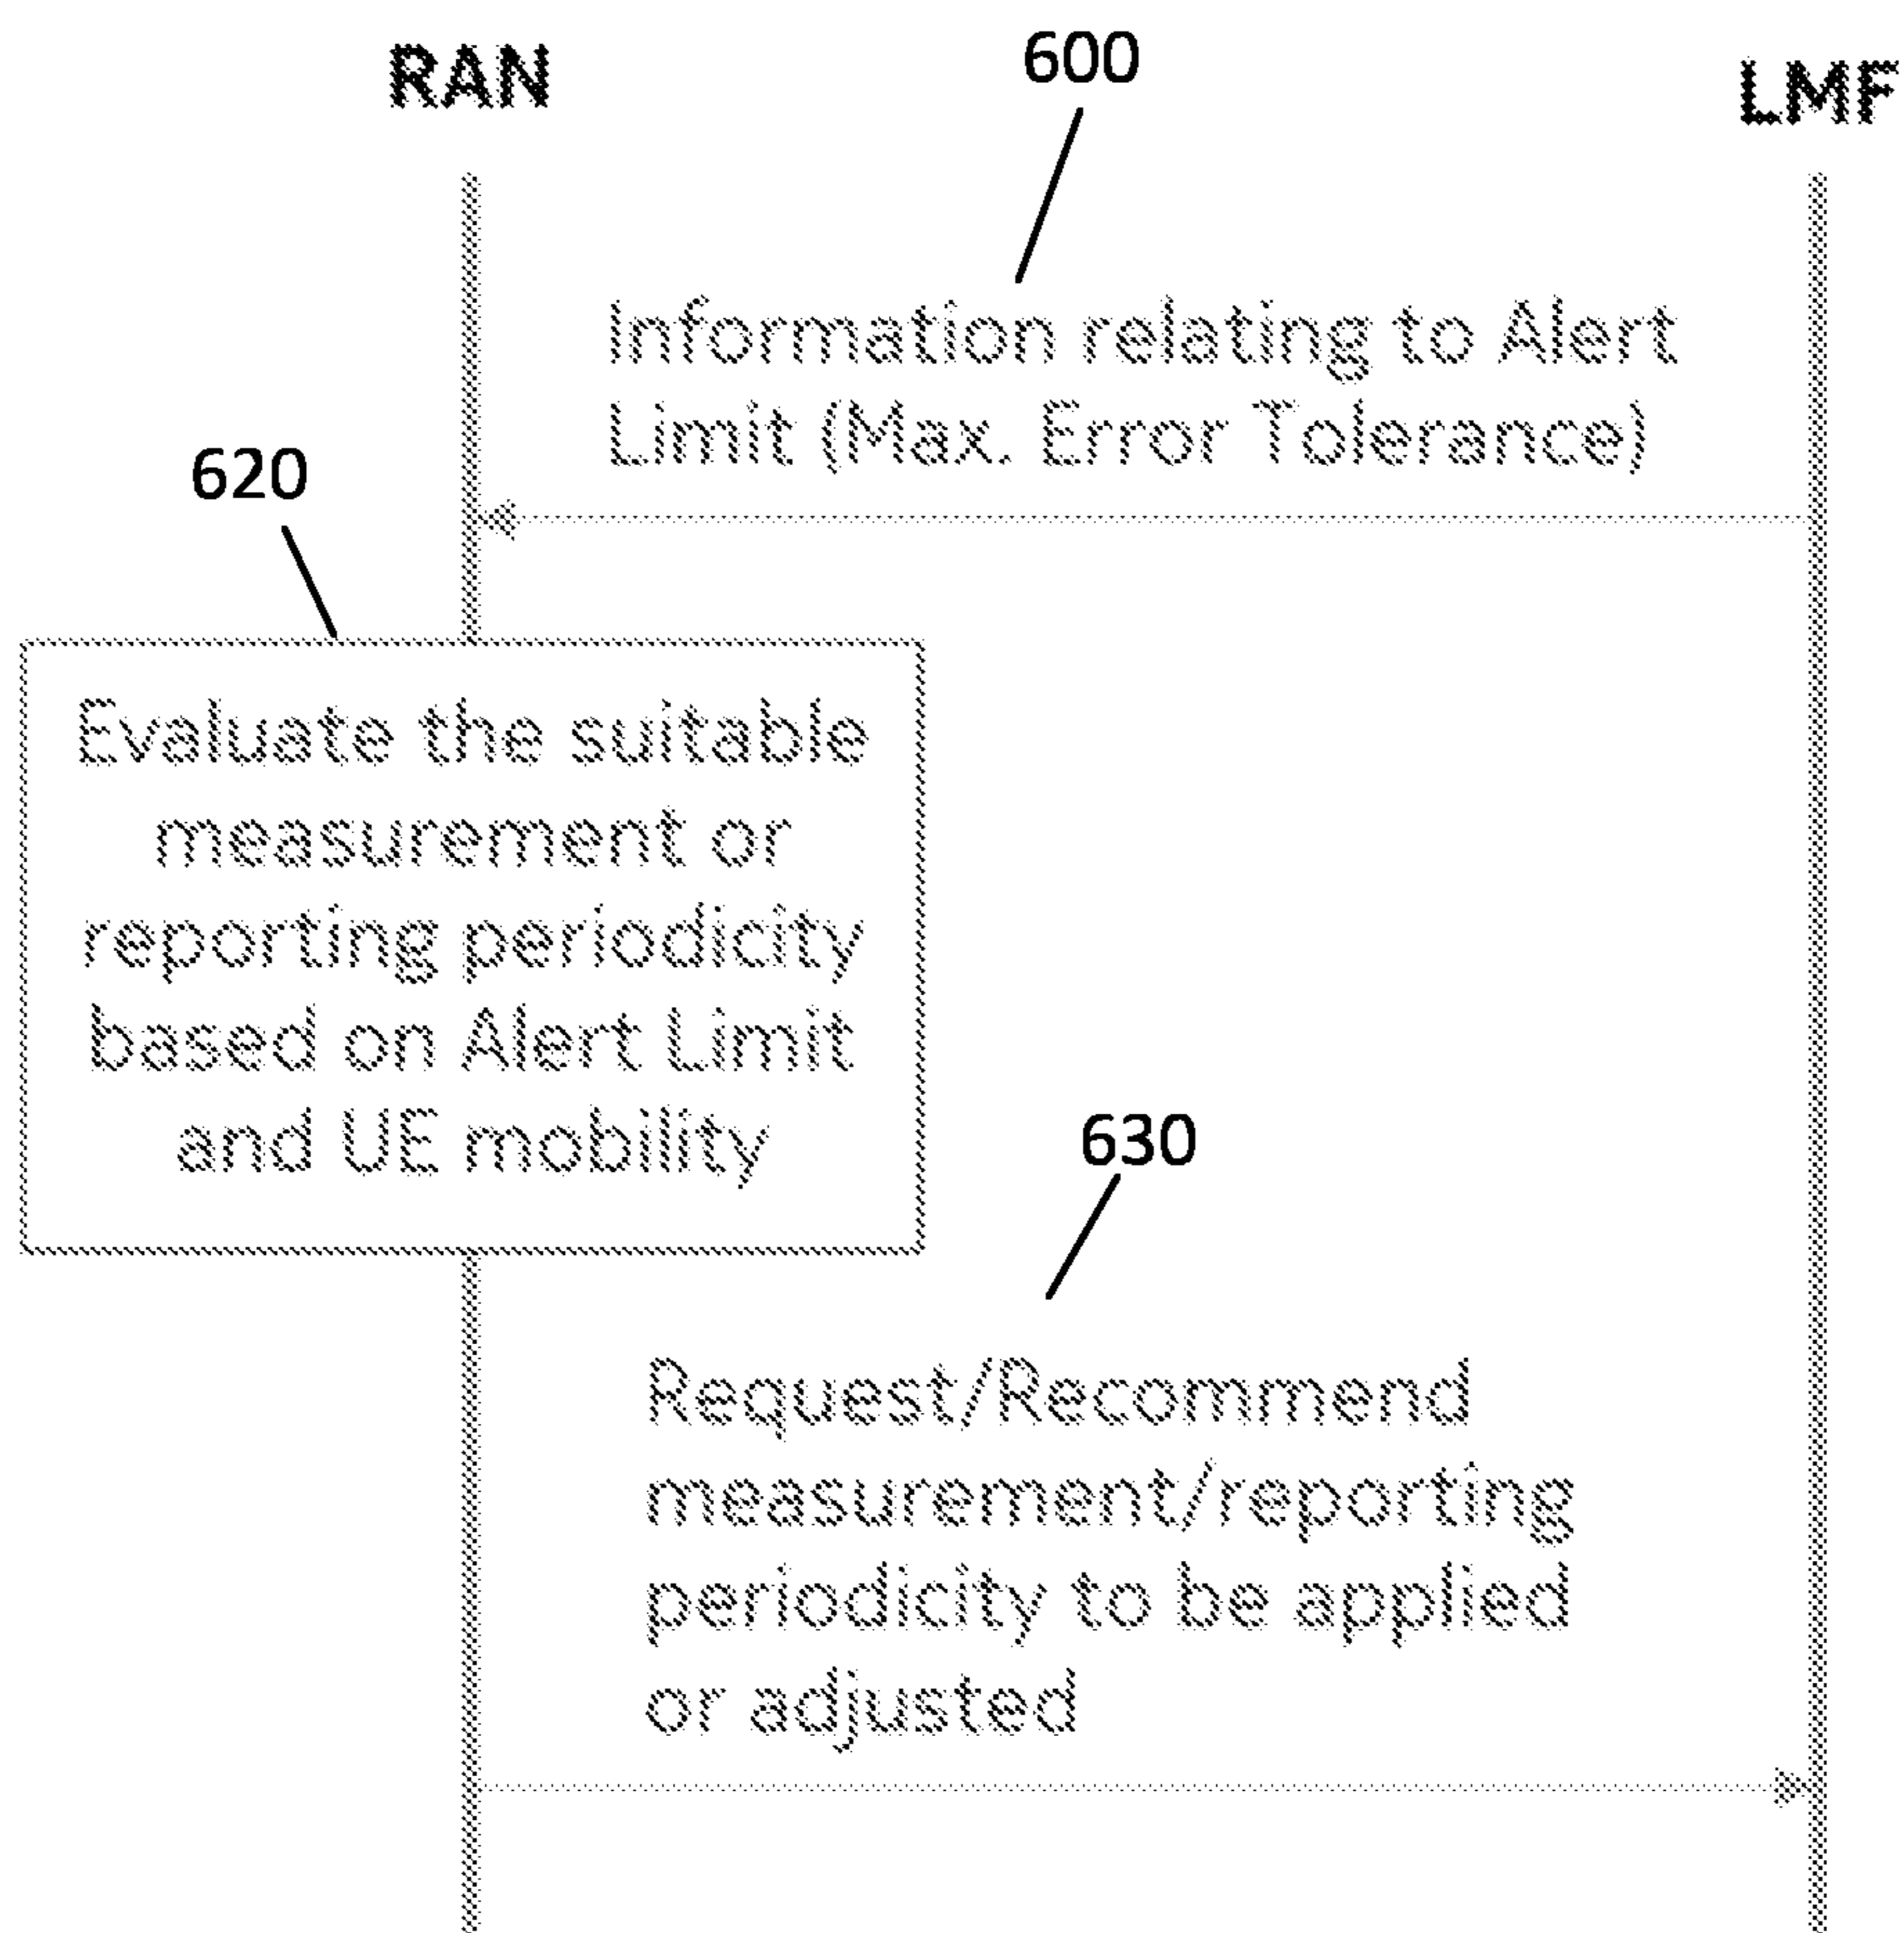 RAN
600
LMF
Information relating to Alert
Limit (Max. Error Tolerance)
620
Evaluate the suitable
measurement or
reporting periodicity
based on Alert Limit
and UE mobility
630
Request/Recommend
measurement/reporting
periodicity to be applied
or adjusted